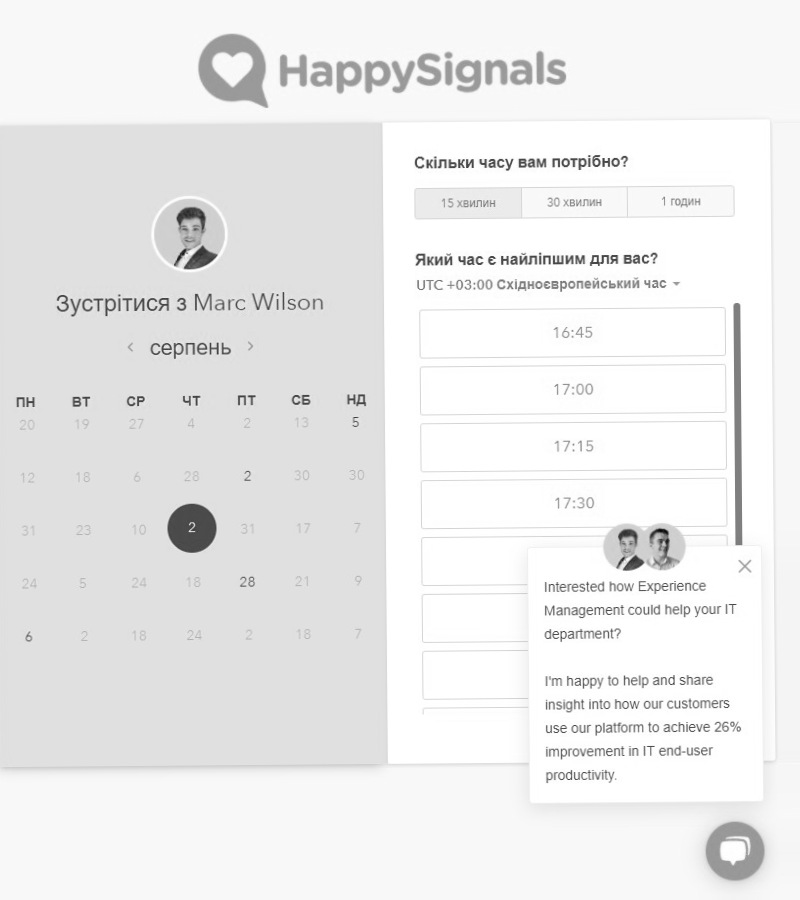 HappySignals
Зустрітися з Marc Wilson
серпень
ПН ВТ СР ЧТ ПТ СБ НД
20 19 27 4 2 13 5
12 18 6 28 2 30 30
31 23 10 2 31 17 7
24 5 24 18 28 21 9
6 2 18 24 2 18 7
Скільки часу вам потрібно?
15 хвилин 30 хвилин 1 годин
Який час є найліпшим для вас?
UTC +03:00 Східноєвропейський час
16:45
17:00
17:15
17:30
Interested how Experience
Management could help your IT
department?
I'm happy to help and share
insight into how our customers
use our platform to achieve 26%
improvement in IT end-user
productivity.